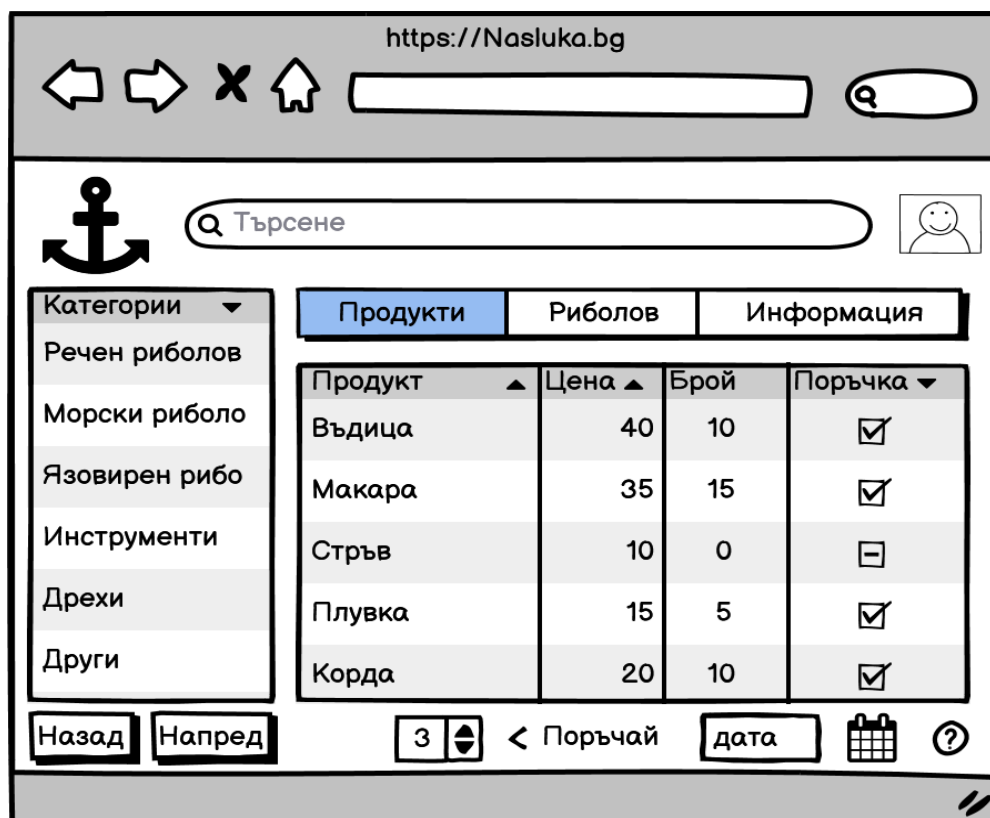 https://Nasluka.bg
Търсене
Категории
Речен риболов
Морски риболо
Язовирен рибо
Инструменти
Дрехи
Други
Продукти Риболов Информация
Продукт Цена Брой Поръчка
Въдица 40 10
Макара 35 15
Стръв 10 0
Плувка 15 5
Корда 20 10
Назад Напред 3 < Поръчай дата ?